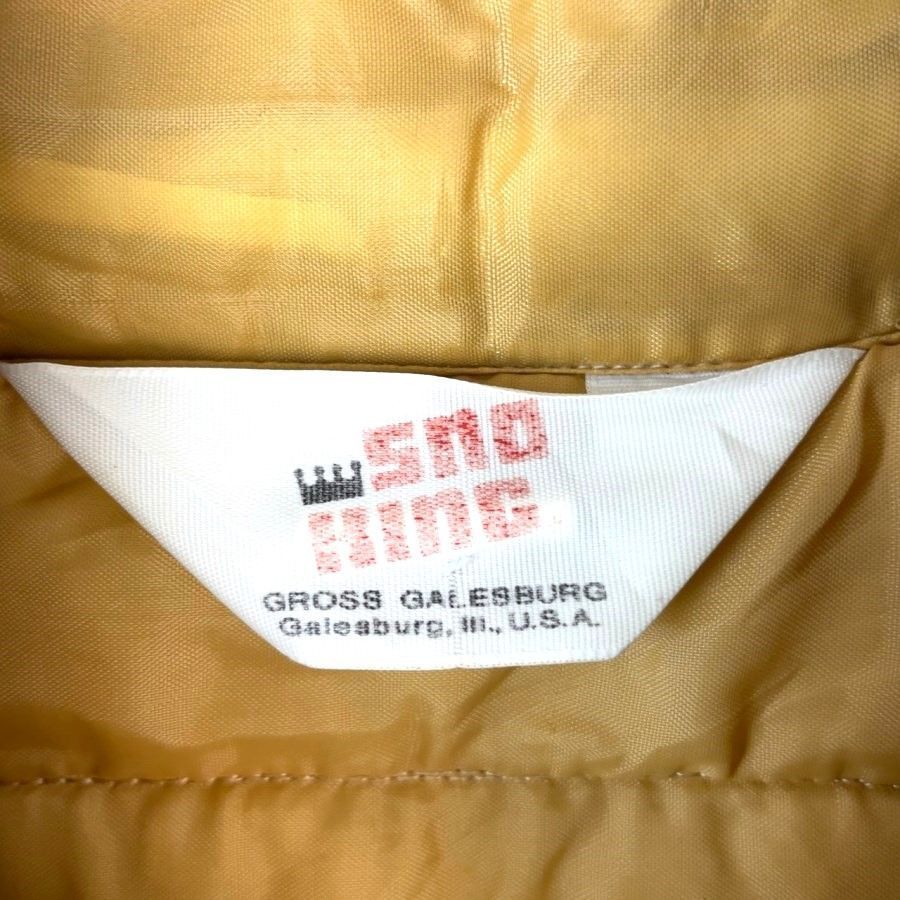 SNO
KING
GROSS GALESBURG
Galesburg, Ill., U.S.A.